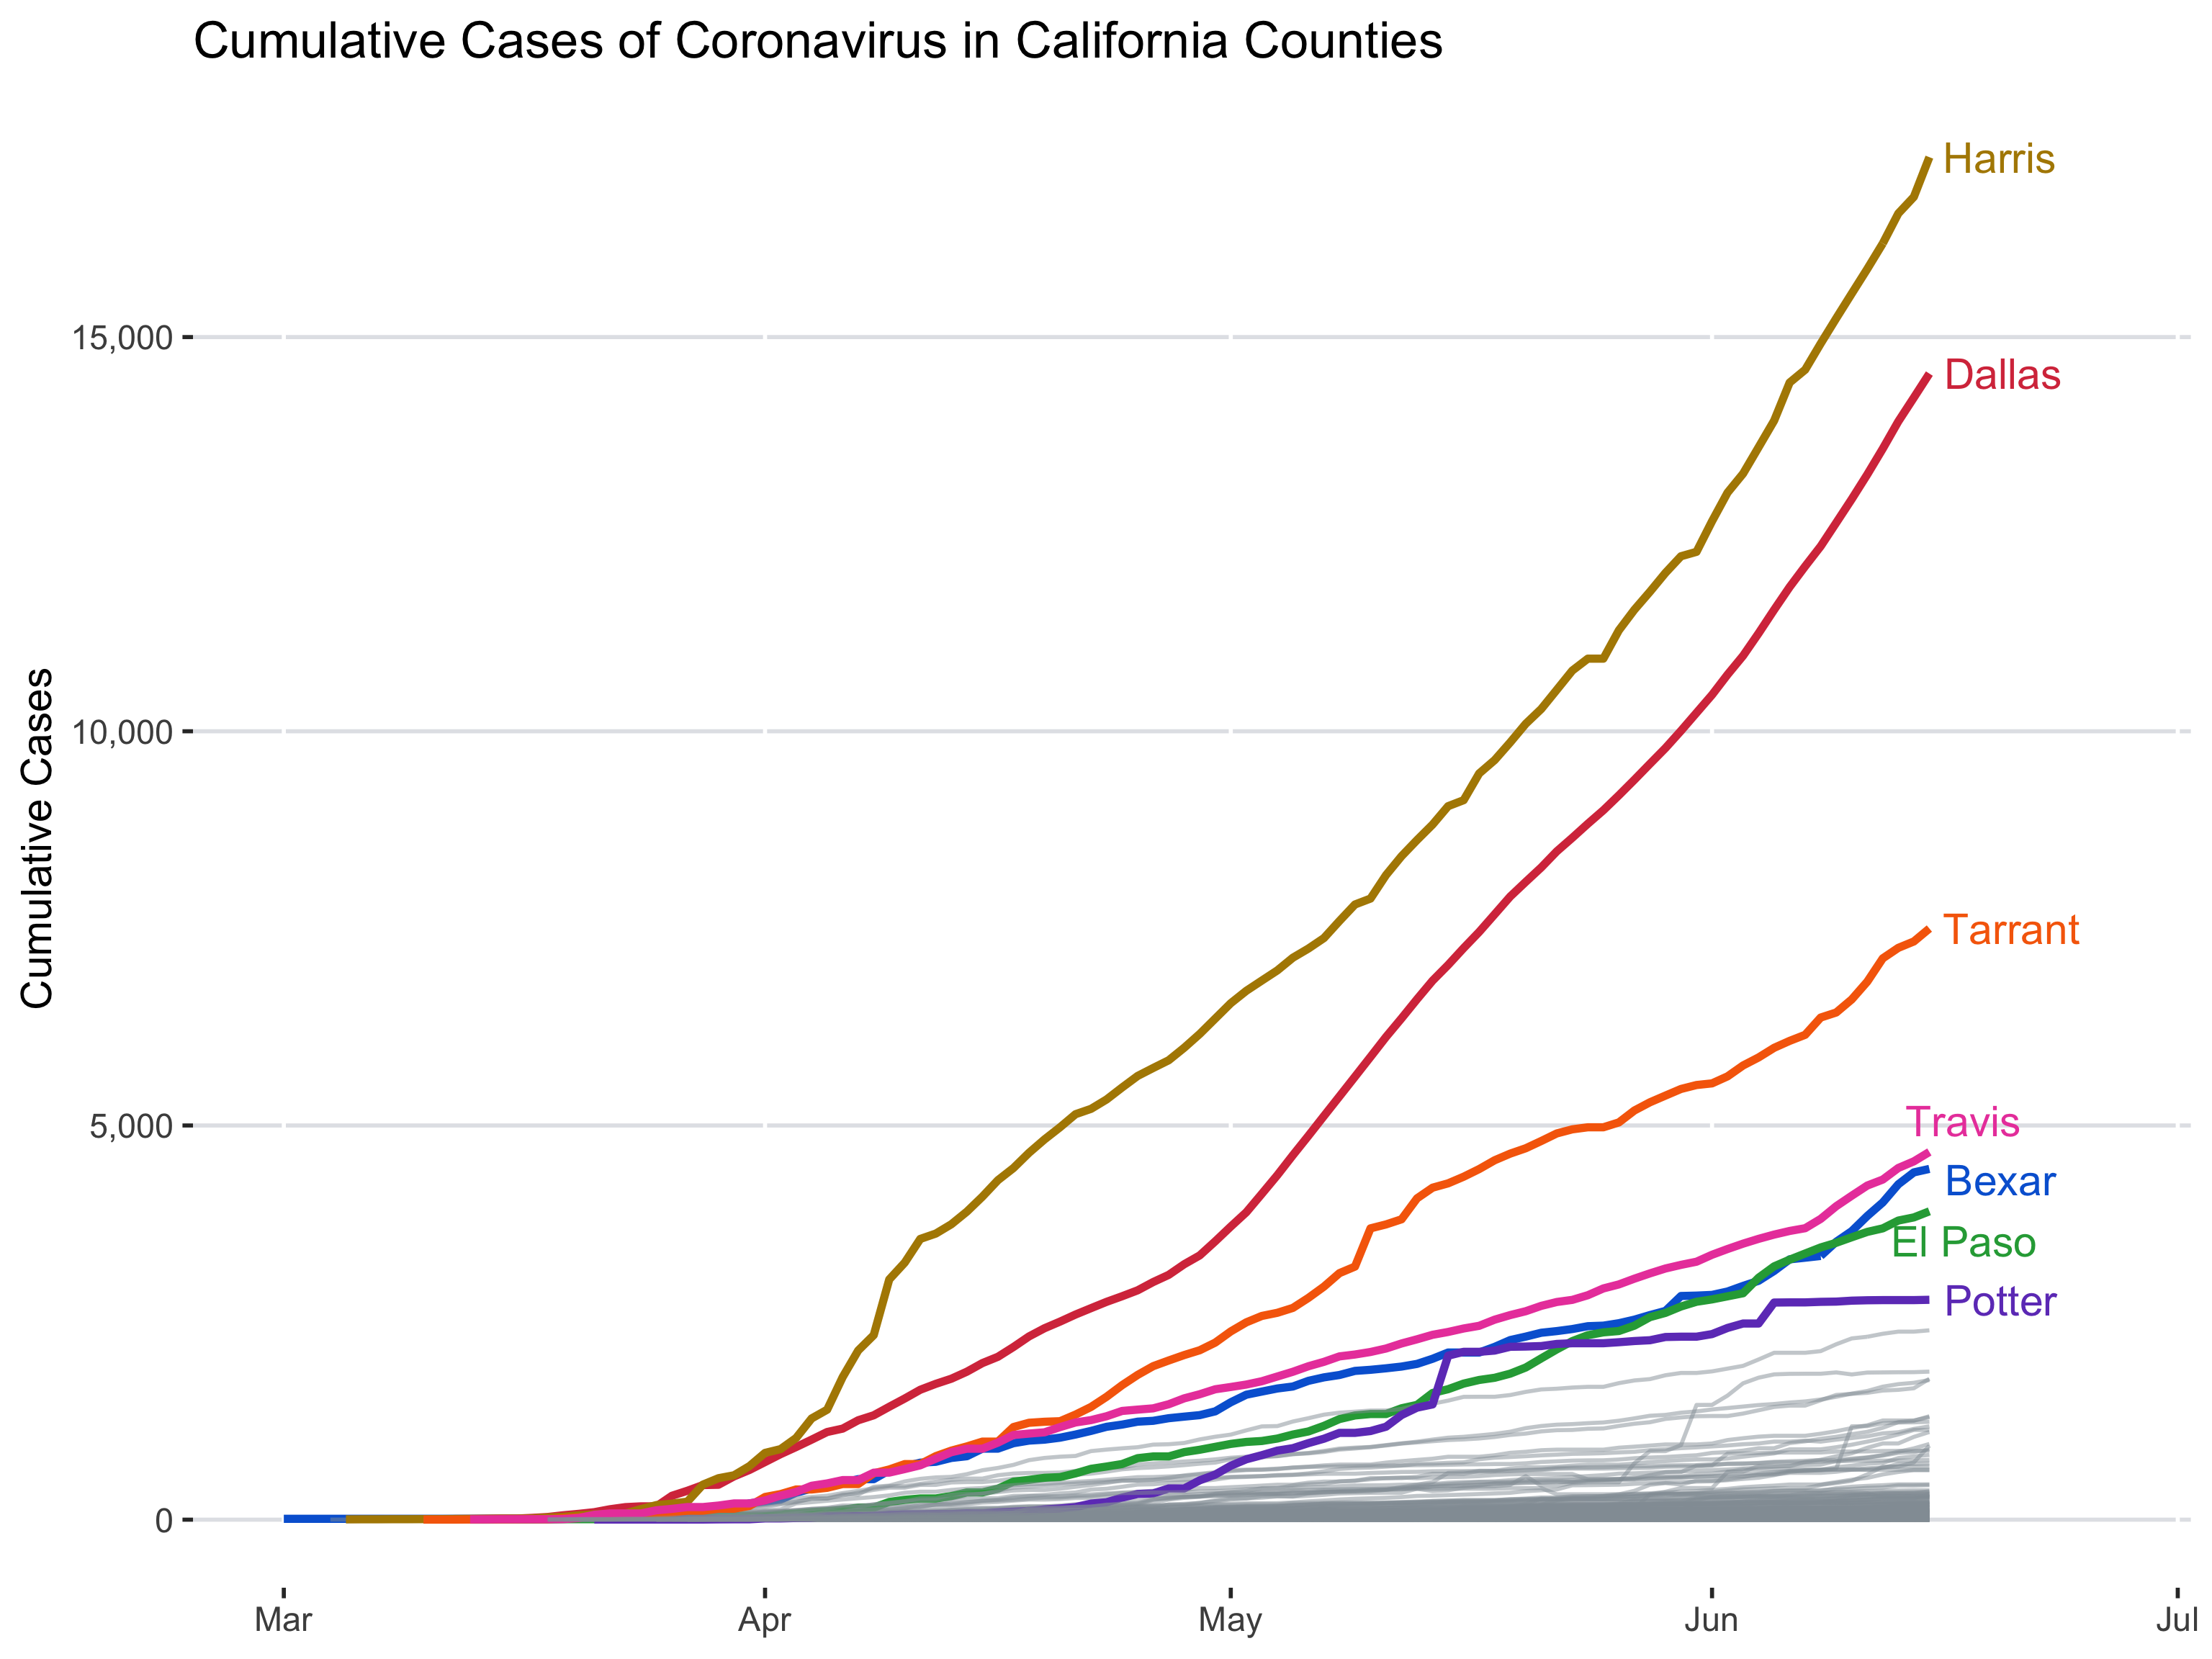 Cumulative Cases of Coronavirus in California Counties
Harris
15,000
Dallas
10,000
Cumulative Cases
Tarrant
5,000
Travis
Bexar
El Paso
Potter
0
Mar
Apr
May
Jun
Jul